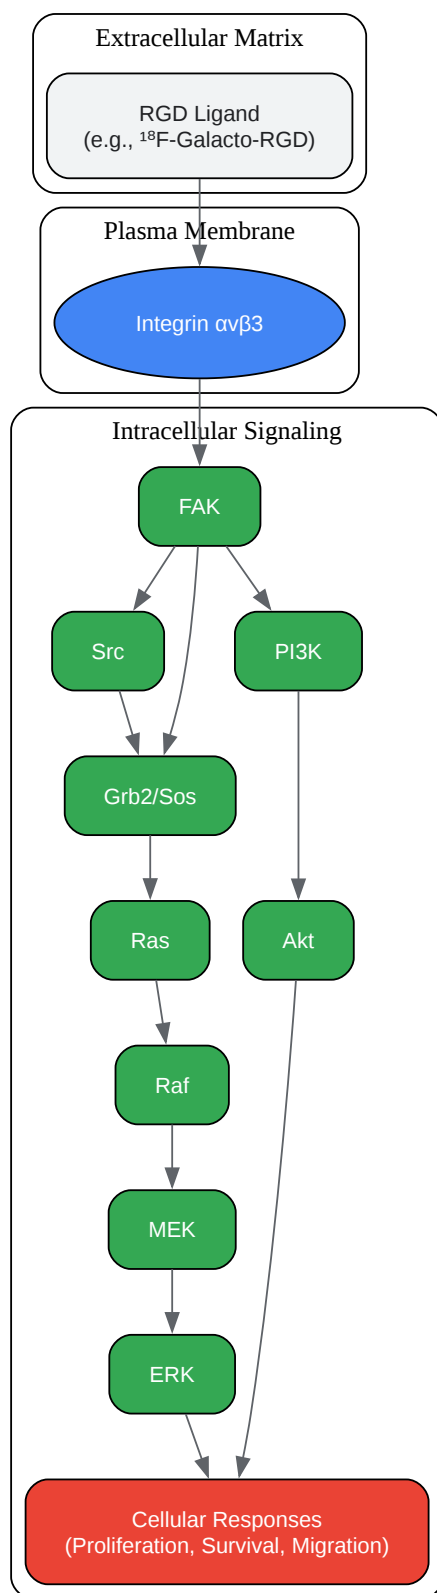 Extracellular Matrix
RGD Ligand
(e.g., ¹⁸F-Galacto-RGD)
Plasma Membrane
Integrin αvβ3
Intracellular Signaling
FAK
Src
PI3K
Grb2/Sos
Ras
Akt
Raf
MEK
ERK
Cellular Responses
(Proliferation, Survival, Migration)